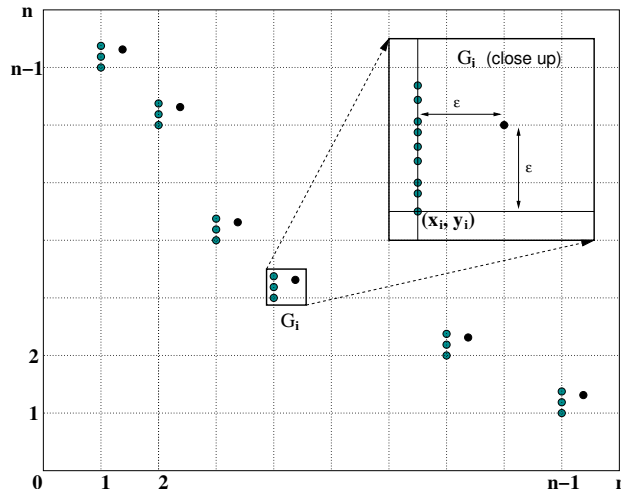 n
n−1
G_i (close up)
ε
ε
(x_i, y_i)
G_i
2
1
0 1 2 n−1 n